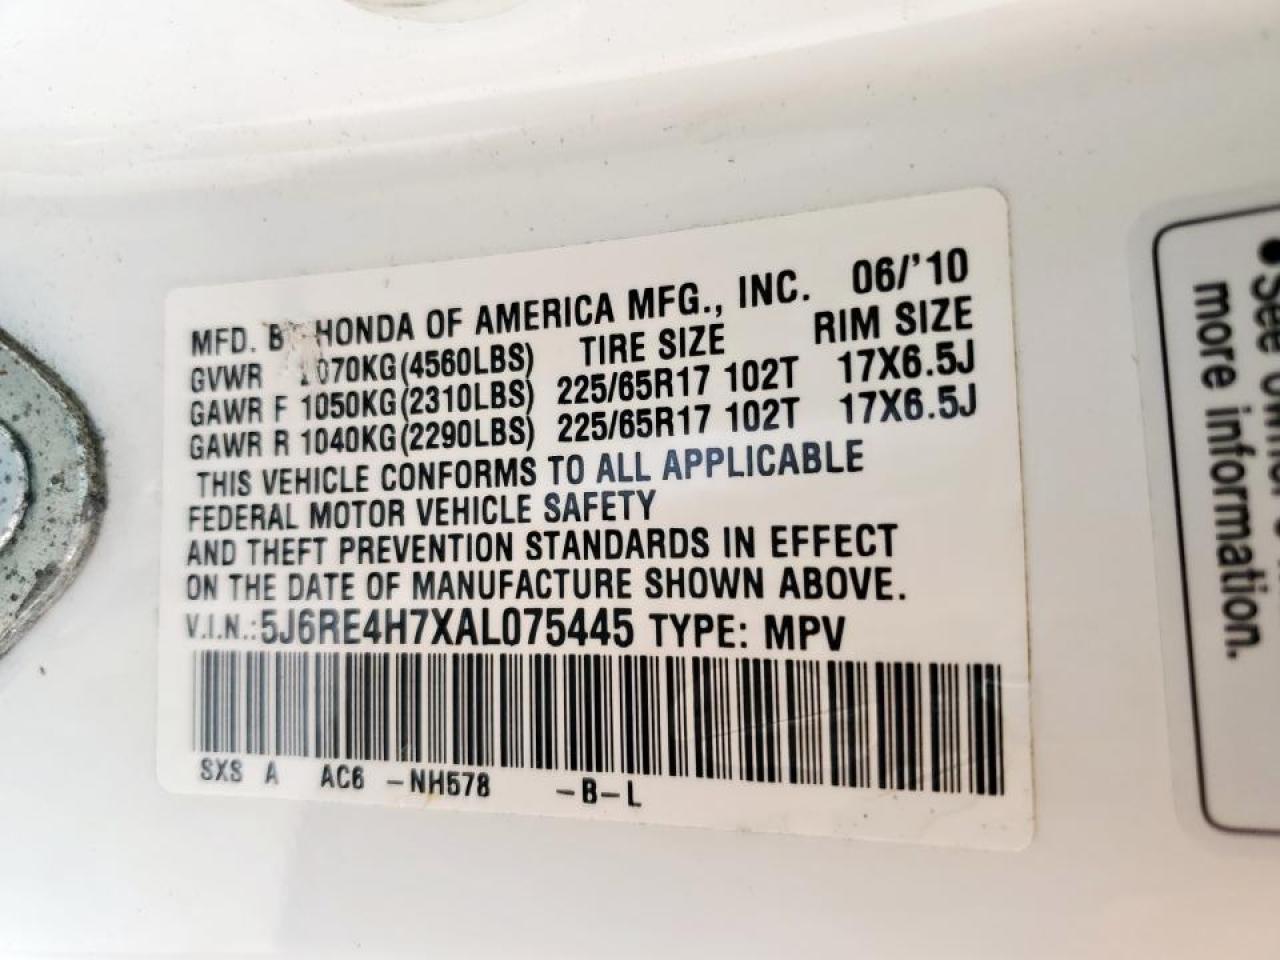 MFD. BY HONDA OF AMERICA MFG., INC. 06/'10
GVWR 070KG(4560LBS) TIRE SIZE RIM SIZE
GAWR F 1050KG(2310LBS) 225/65R17 102T 17X6.5J
GAWR R 1040KG(2290LBS) 225/65R17 102T 17X6.5J
THIS VEHICLE CONFORMS TO ALL APPLICABLE
FEDERAL MOTOR VEHICLE SAFETY
AND THEFT PREVENTION STANDARDS IN EFFECT
ON THE DATE OF MANUFACTURE SHOWN ABOVE.
V.I.N.:5J6RE4H7XAL075445 TYPE: MPV
SXS A AC6 -NH578 -B-L
•See
more information.